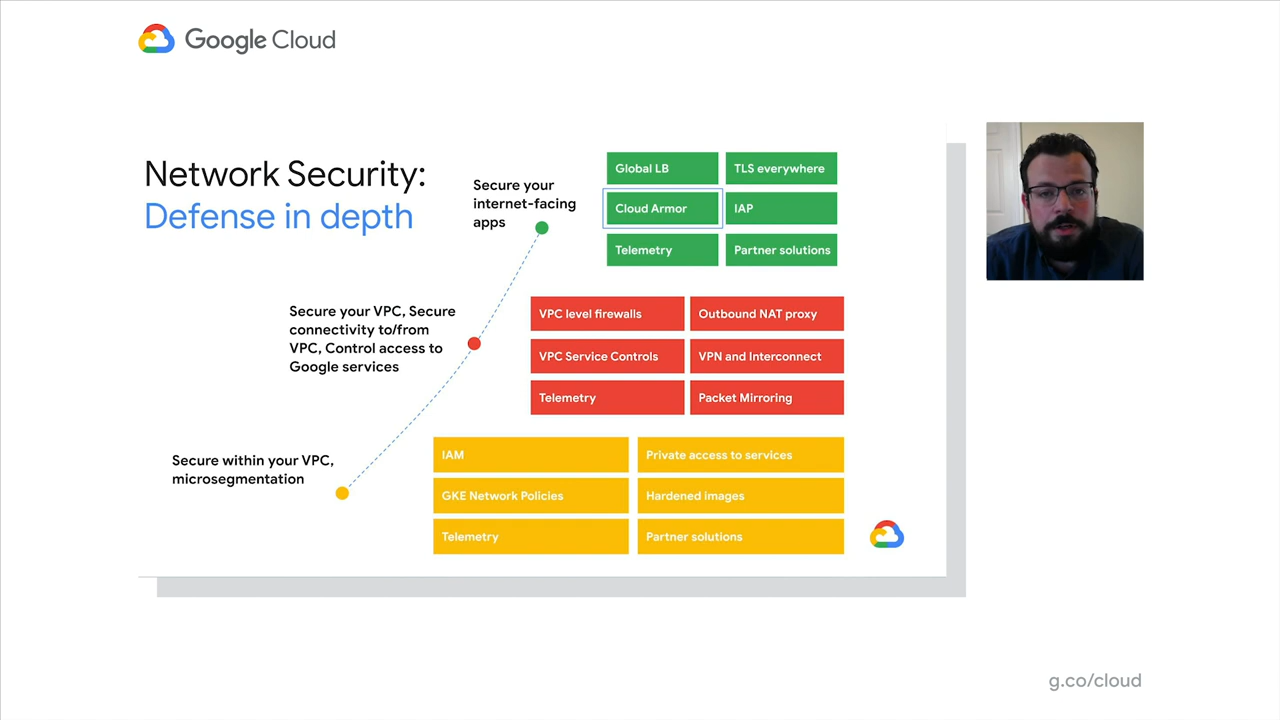 Google Cloud
Network Security:
Defense in depth
Secure your
internet-facing
apps
Global LB
TLS everywhere
Cloud Armor
IAP
Telemetry
Partner solutions
Secure your VPC, Secure
connectivity to/from
VPC, Control access to
Google services
VPC level firewalls
Outbound NAT proxy
VPC Service Controls
VPN and Interconnect
Telemetry
Packet Mirroring
Secure within your VPC,
microsegmentation
IAM
Private access to services
GKE Network Policies
Hardened images
Telemetry
Partner solutions
g.co/cloud